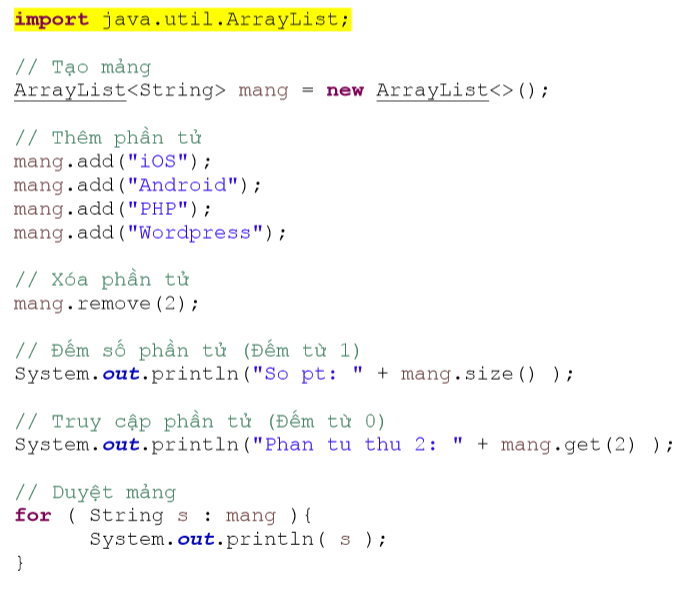 import java.util.ArrayList;
// Tạo mảng
ArrayList<String> mang = new ArrayList<>();
// Thêm phần tử
mang.add("iOS");
mang.add("Android");
mang.add("PHP");
mang.add("Wordpress");
// Xóa phần tử
mang.remove(2);
// Đếm số phần tử (Đếm từ 1)
System.out.println("So pt: " + mang.size() );
// Truy cập phần tử (Đếm từ 0)
System.out.println("Phan tu thu 2: " + mang.get(2) );
// Duyệt mảng
for ( String s : mang ){
System.out.println( s );
}